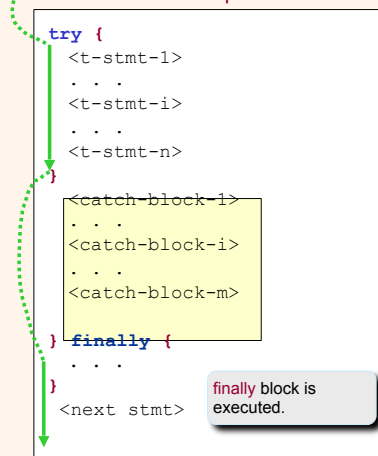 try {
<t-stmt-1>
. . .
<t-stmt-i>
. . .
<t-stmt-n>
}
<catch-block-1>
. . .
<catch-block-i>
. . .
<catch-block-m>
} finally {
. . .
}
<next stmt>
finally block is
executed.